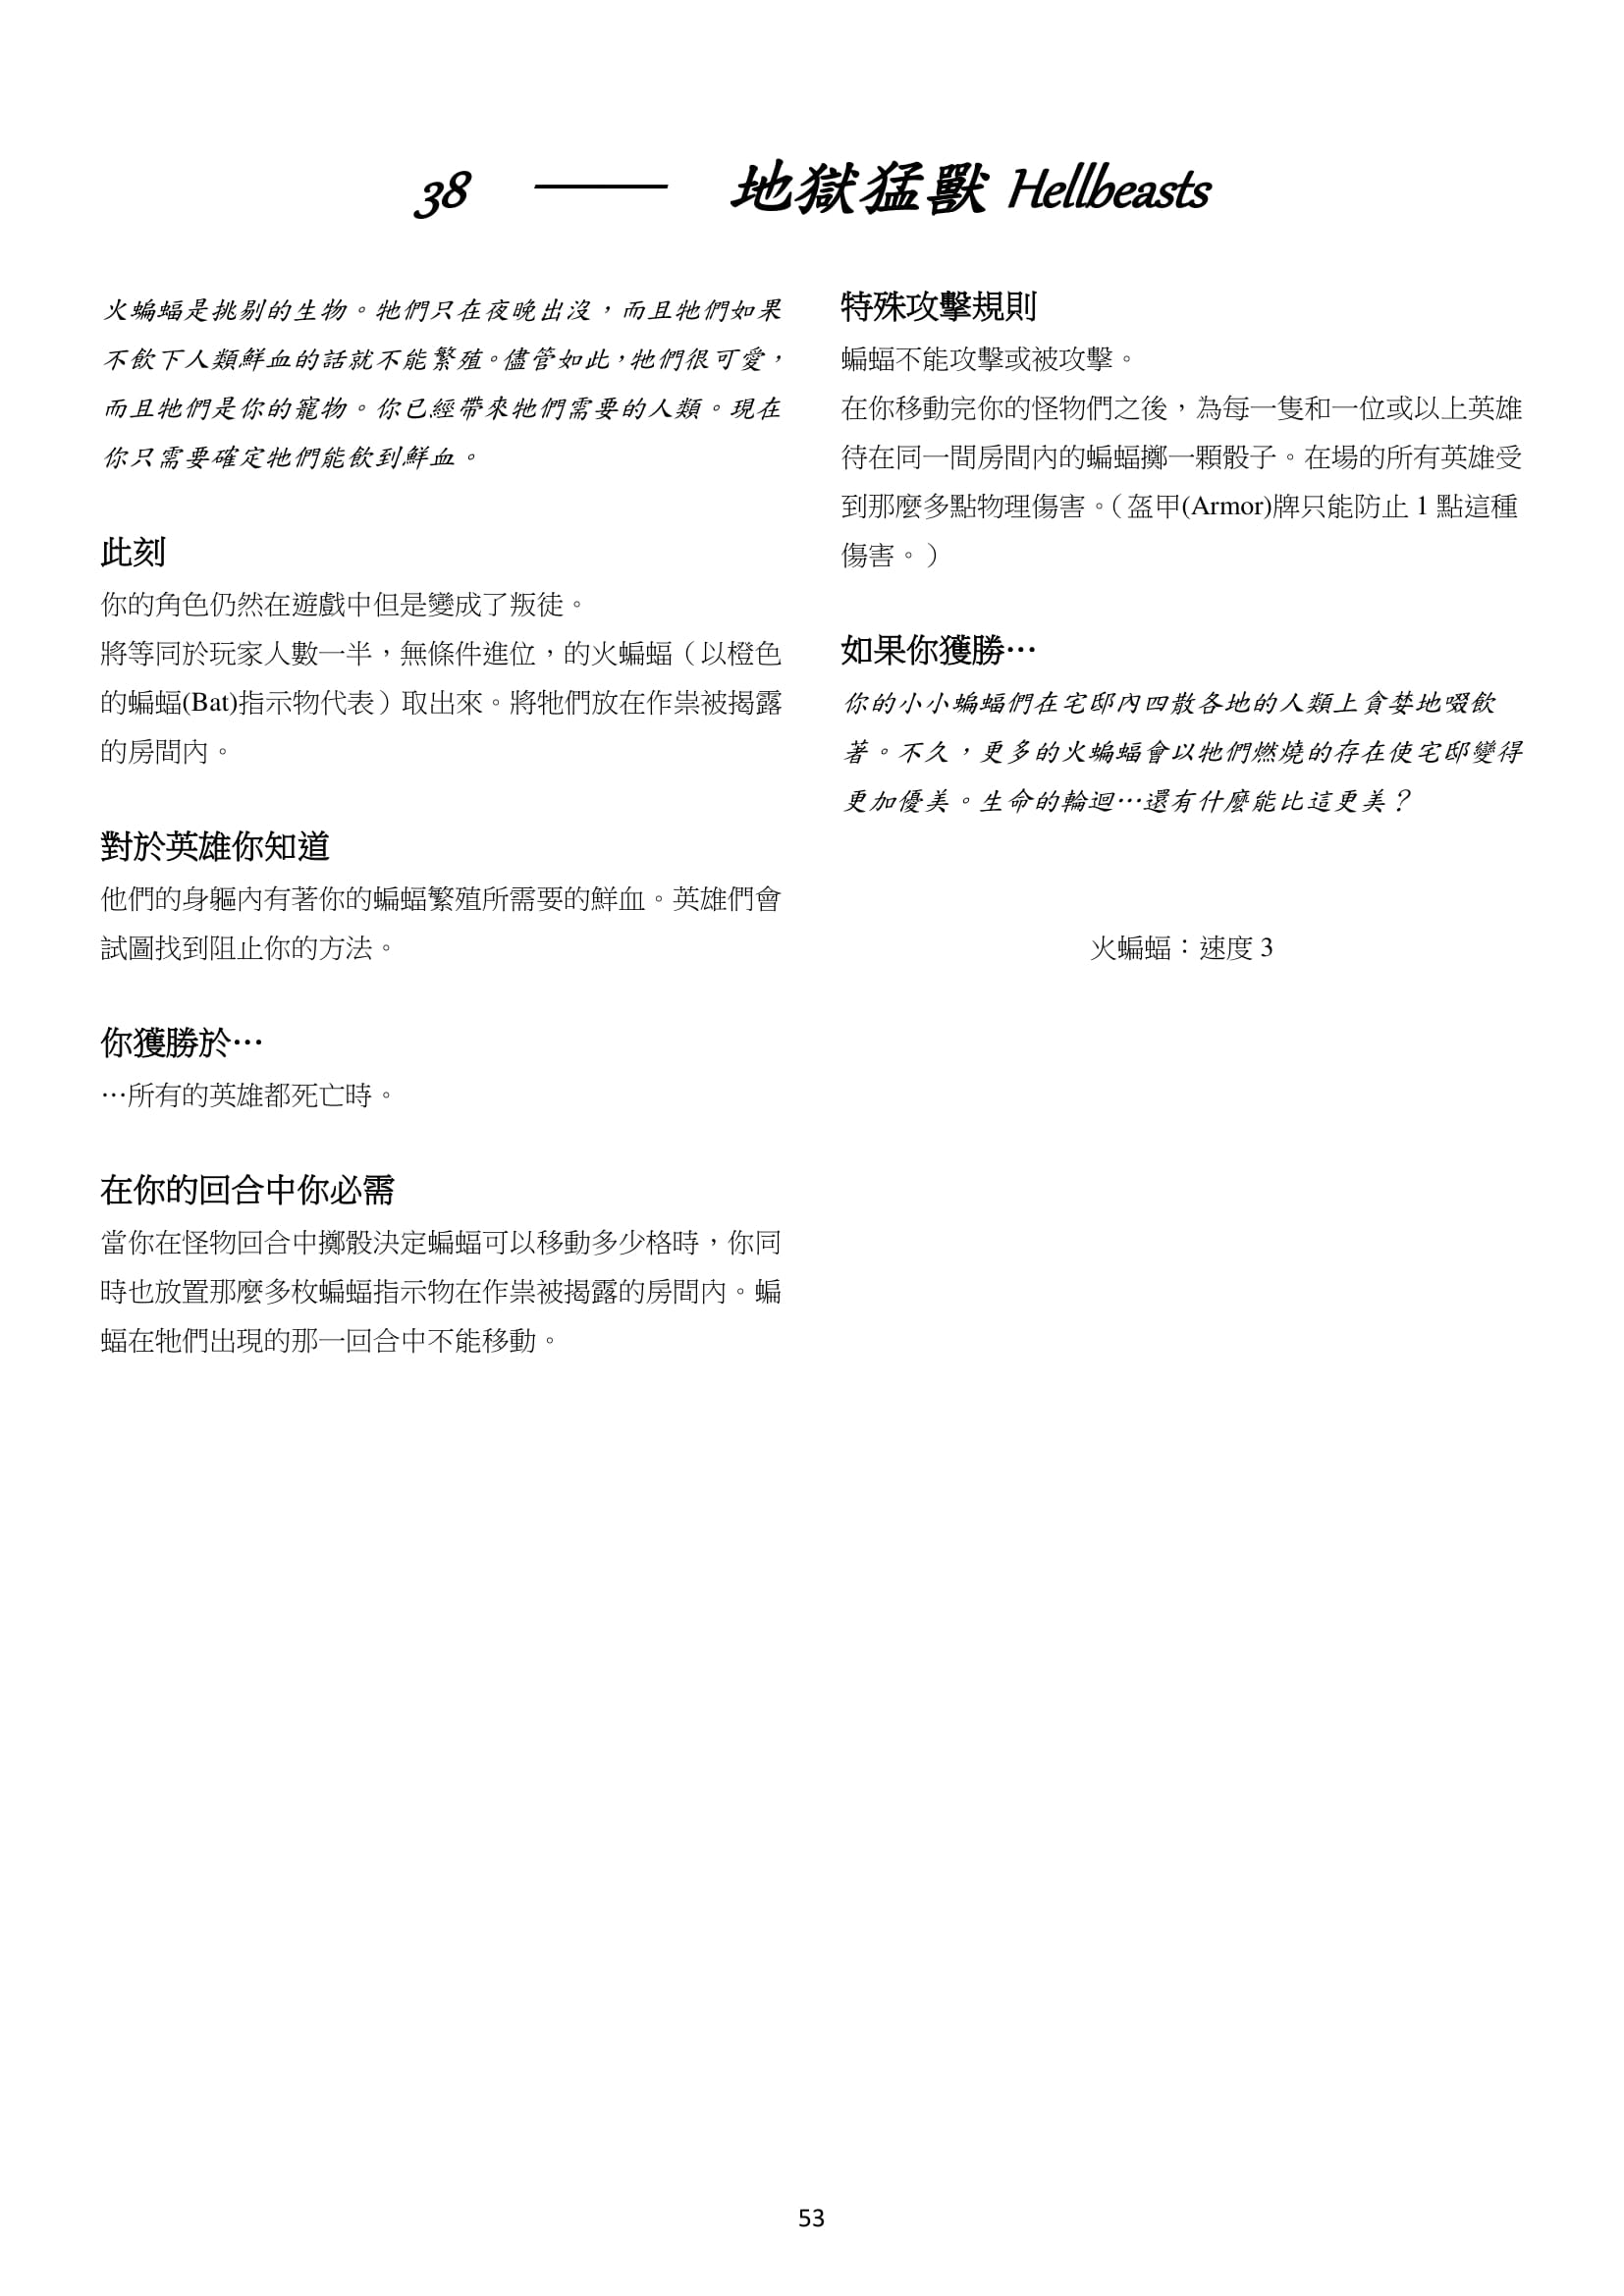 38 —— 地獄猛獸 Hellbeasts
火蝙蝠是挑剔的生物。牠們只在夜晚出沒，而且牠們如果
不飲下人類鮮血的話就不能繁殖。儘管如此，牠們很可愛，
而且牠們是你的寵物。你已經帶來牠們需要的人類。現在
你只需要確定牠們能飲到鮮血。
此刻
你的角色仍然在遊戲中但是變成了叛徒。
將等同於玩家人數一半，無條件進位，的火蝙蝠（以橙色
的蝙蝠(Bat)指示物代表）取出來。將牠們放在作祟被揭露
的房間內。
對於英雄你知道
他們的身軀內有著你的蝙蝠繁殖所需要的鮮血。英雄們會
試圖找到阻止你的方法。
你獲勝於…
…所有的英雄都死亡時。
在你的回合中你必需
當你在怪物回合中擲骰決定蝙蝠可以移動多少格時，你同
時也放置那麼多枚蝙蝠指示物在作祟被揭露的房間內。蝙
蝠在牠們出現的那一回合中不能移動。
特殊攻擊規則
蝙蝠不能攻擊或被攻擊。
在你移動完你的怪物們之後，為每一隻和一位或以上英雄
待在同一間房間內的蝙蝠擲一顆骰子。在場的所有英雄受
到那麼多點物理傷害。（盔甲(Armor)牌只能防止 1 點這種
傷害。）
如果你獲勝…
你的小小蝙蝠們在宅邸內四散各地的人類上貪婪地啜飲
著。不久，更多的火蝙蝠會以牠們燃燒的存在使宅邸變得
更加優美。生命的輪迴…還有什麼能比這更美？
火蝙蝠：速度 3
53